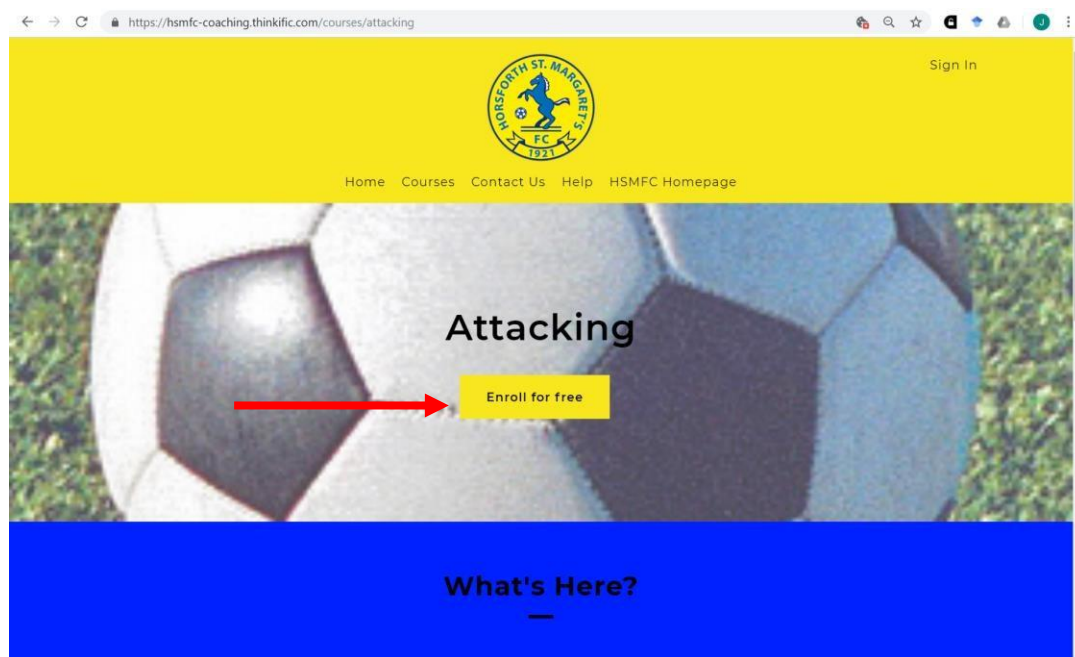 https://hsmfc-coaching.thinkific.com/courses/attacking
J
Sign In
HORSFORTH ST. MARGARET'S
FC
1921
Home Courses Contact Us Help HSMFC Homepage
Attacking
Enroll for free
What's Here?